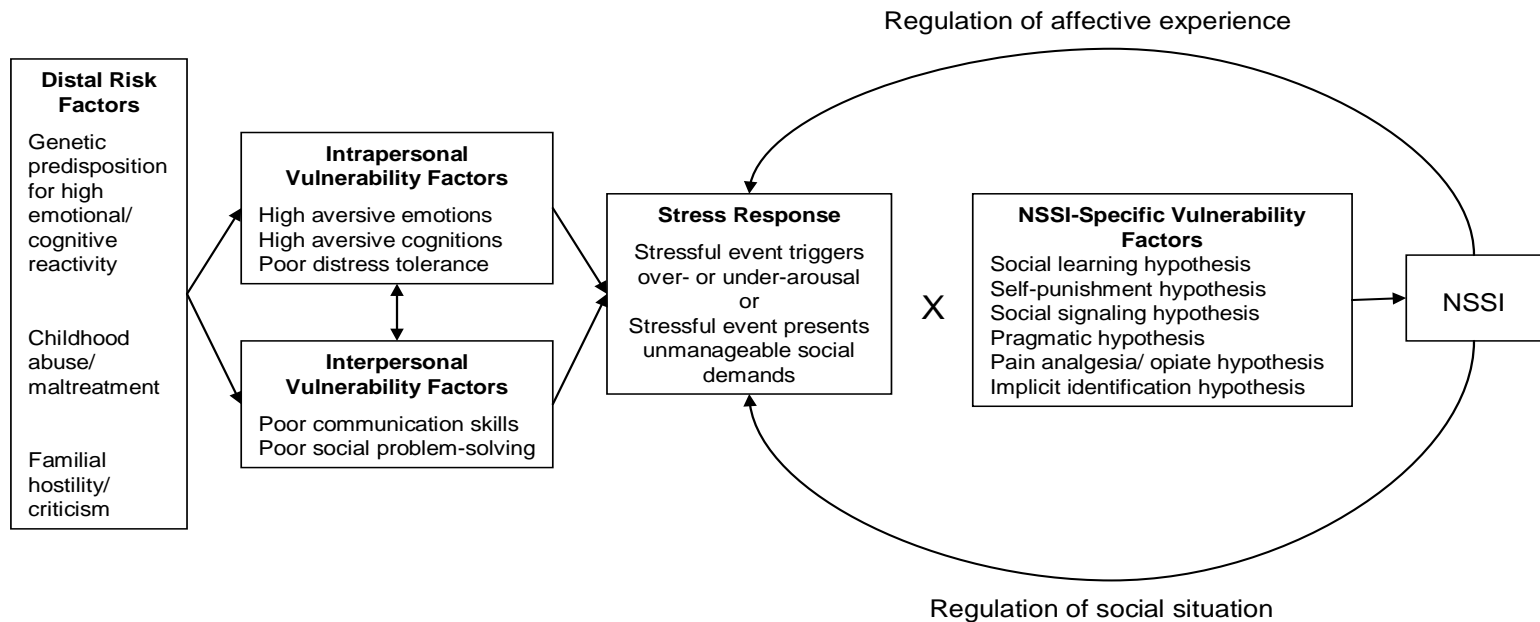 Regulation of affective experience
Distal Risk
Factors
Genetic
predisposition
for high
emotional/
cognitive
reactivity
Childhood
abuse/
maltreatment
Familial
hostility/
criticism
Intrapersonal
Vulnerability Factors
High aversive emotions
High aversive cognitions
Poor distress tolerance
Interpersonal
Vulnerability Factors
Poor communication skills
Poor social problem-solving
Stress Response
Stressful event triggers
over- or under-arousal
or
Stressful event presents
unmanageable social
demands
X
NSSI-Specific Vulnerability
Factors
Social learning hypothesis
Self-punishment hypothesis
Social signaling hypothesis
Pragmatic hypothesis
Pain analgesia/ opiate hypothesis
Implicit identification hypothesis
NSSI
Regulation of social situation